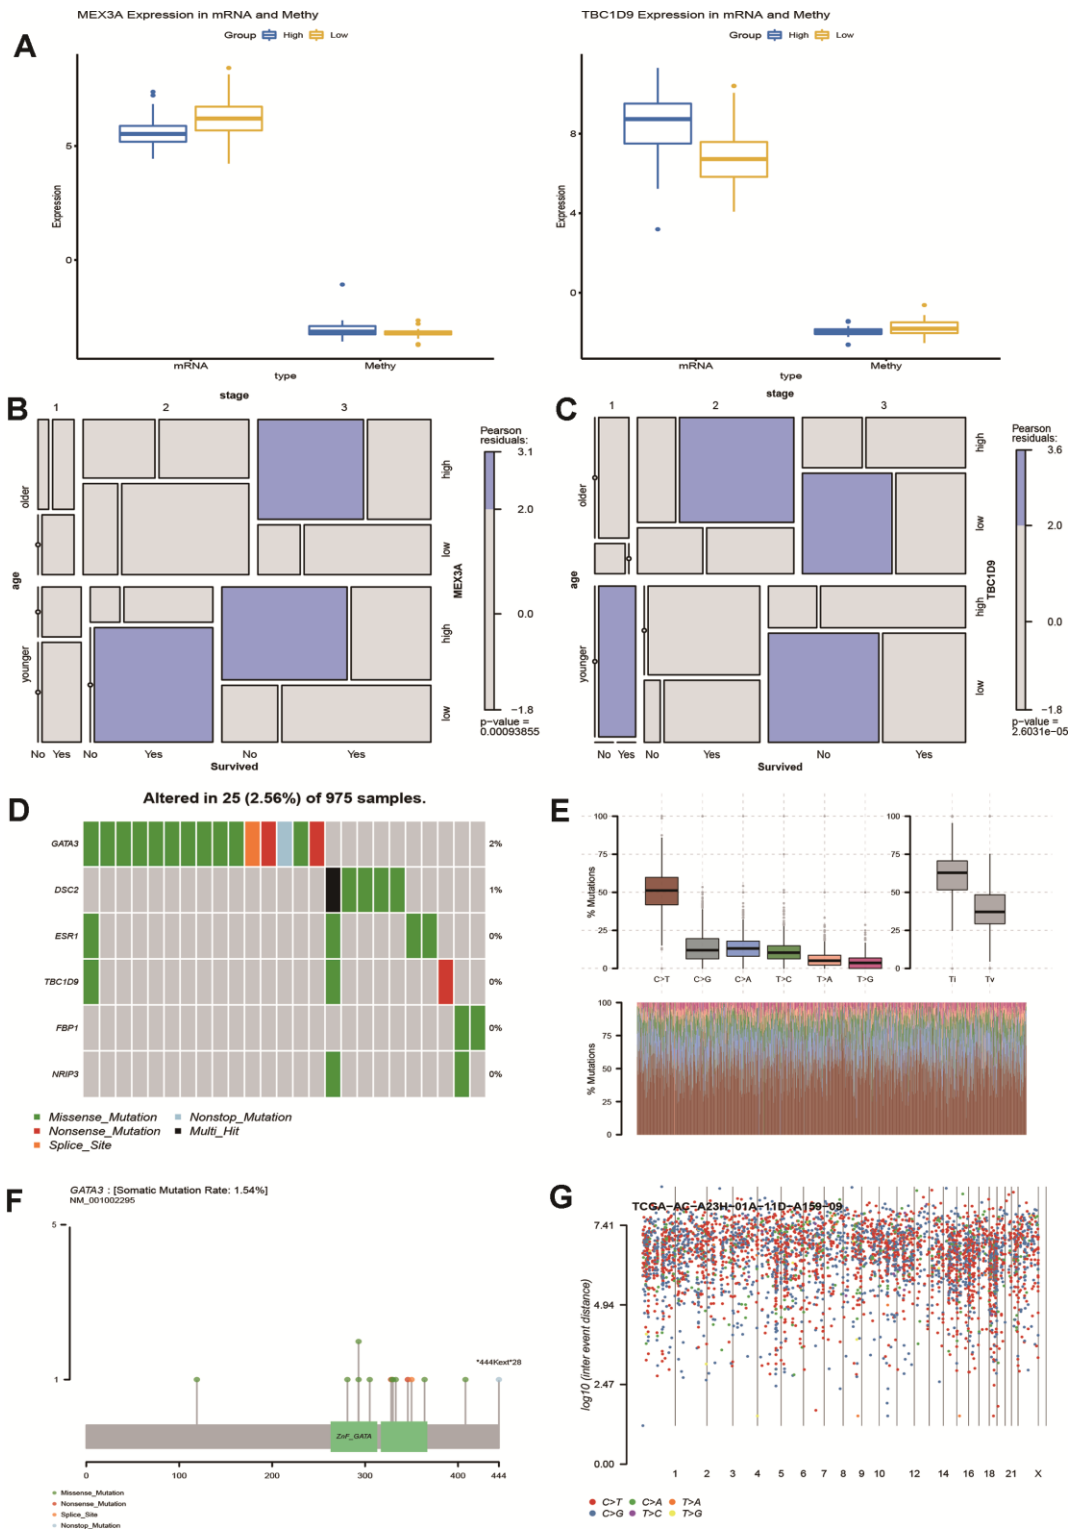 A
MEX3A Expression in mRNA and Methy
Group High Low
Expression
5
0
mRNA Methy
type
TBC1D9 Expression in mRNA and Methy
Group High Low
Expression
8
4
0
mRNA Methy
type
B
stage
1 2 3
older
younger
age
high
low
high
low
MEX3A
No Yes No Yes No Yes
Survived
Pearson
residuals:
3.1
2.0
0.0
−1.8
p−value =
0.00093855
C
stage
1 2 3
older
younger
age
high
low
high
low
TBC1D9
No Yes No Yes No Yes
Survived
Pearson
residuals:
3.6
2.0
0.0
−1.8
p−value =
2.6031e−05
D
Altered in 25 (2.56%) of 975 samples.
GATA3 2%
DSC2 1%
ESR1 0%
TBC1D9 0%
FBP1 0%
NRIP3 0%
Missense_Mutation Nonstop_Mutation
Nonsense_Mutation Multi_Hit
Splice_Site
E
% Mutations
100
75
50
25
0
C>T C>G C>A T>C T>A T>G
100
75
50
25
0
Ti Tv
% Mutations
100
75
50
25
0
F
GATA3 : [Somatic Mutation Rate: 1.54%]
NM_001002295
5
1
*444Kext*28
ZnF_GATA
0 100 200 300 400 444
Missense_Mutation
Nonsense_Mutation
Splice_Site
Nonstop_Mutation
G
TCGA−AC−A23H−01A−11D−A159−09
log10 (inter event distance)
7.41
4.94
2.47
0.00
1 2 3 4 5 6 7 8 9 10 12 14 16 18 21 X
C>T C>A T>A
C>G T>C T>G